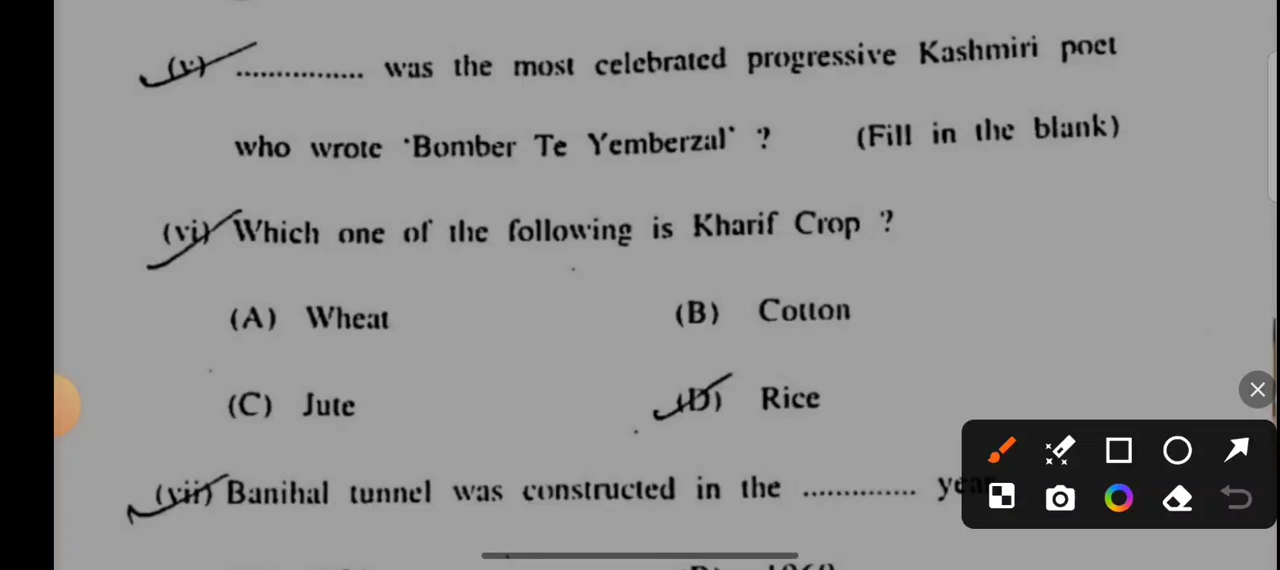 (v) ................ was the most celebrated progressive Kashmiri poet
who wrote 'Bomber Te Yemberzal' ? (Fill in the blank)
(vi) Which one of the following is Kharif Crop ?
(A) Wheat (B) Cotton
(C) Jute (D) Rice
(vii) Banihal tunnel was constructed in the .............. year